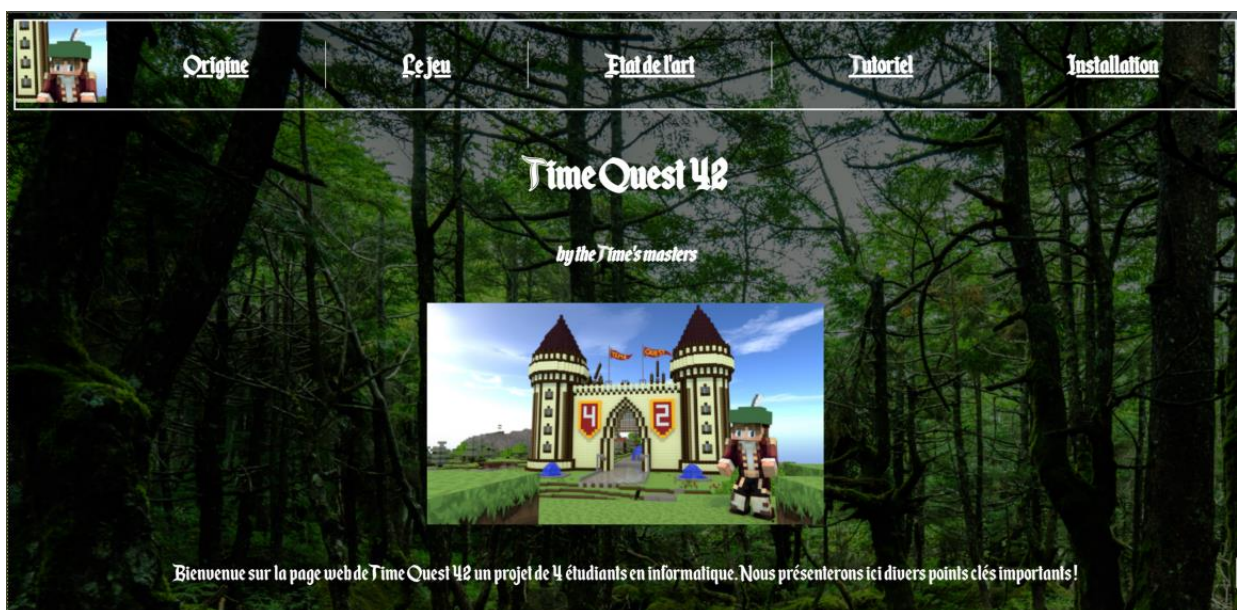 Origine
Le jeu
Etat de l'art
Tutoriel
Installation
Time Quest 42
by the Time's masters
TIME QUEST
4 2
Bienvenue sur la page web de Time Quest 42 un projet de 4 étudiants en informatique. Nous présenterons ici divers points clés importants !